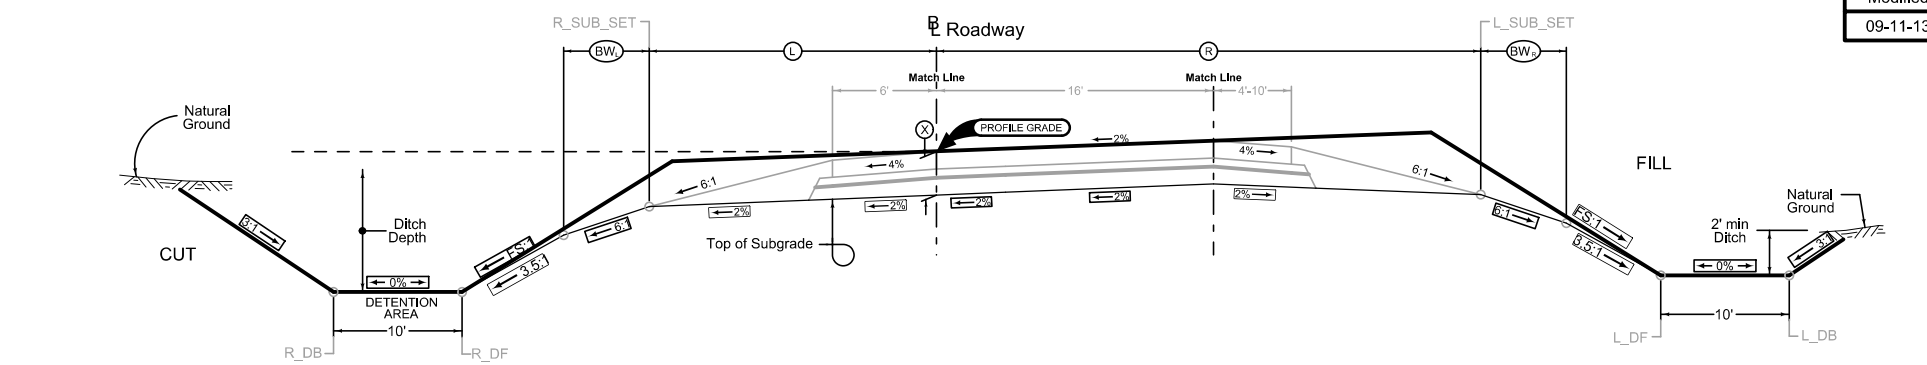 Modified
09-11-13
R_SUB_SET
BL Roadway
L_SUB_SET
BWL
L
R
BWR
Match Line
Match Line
6'
16'
4'-10'
Natural
Ground
X
PROFILE GRADE
2%
4%
4%
6:1
6:1
FILL
CUT
3:1
Ditch
Depth
2%
2%
2%
2%
2%
6:1
6:1
FS:1
3.5:1
FS:1
3.5:1
Top of Subgrade
Natural
Ground
2' min
Ditch
3:1
0%
0%
DETENTION
AREA
10'
10'
R_DB
R_DF
L_DF
L_DB